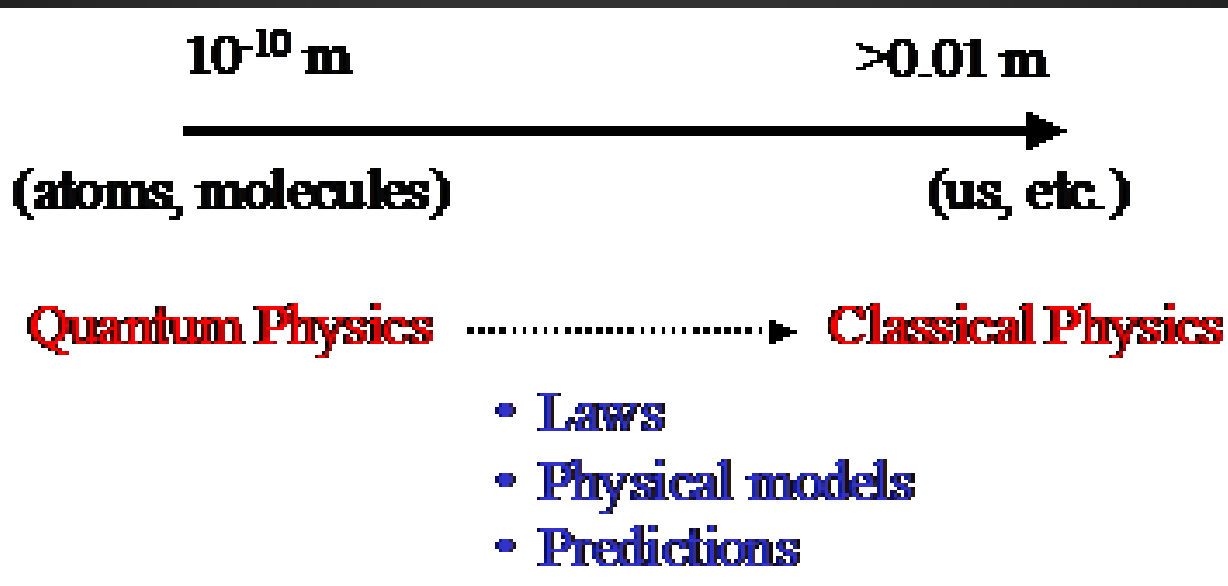 10⁻¹⁰ m >0.01 m
(atoms, molecules) (us, etc.)
Quantum Physics Classical Physics
• Laws
• Physical models
• Predictions